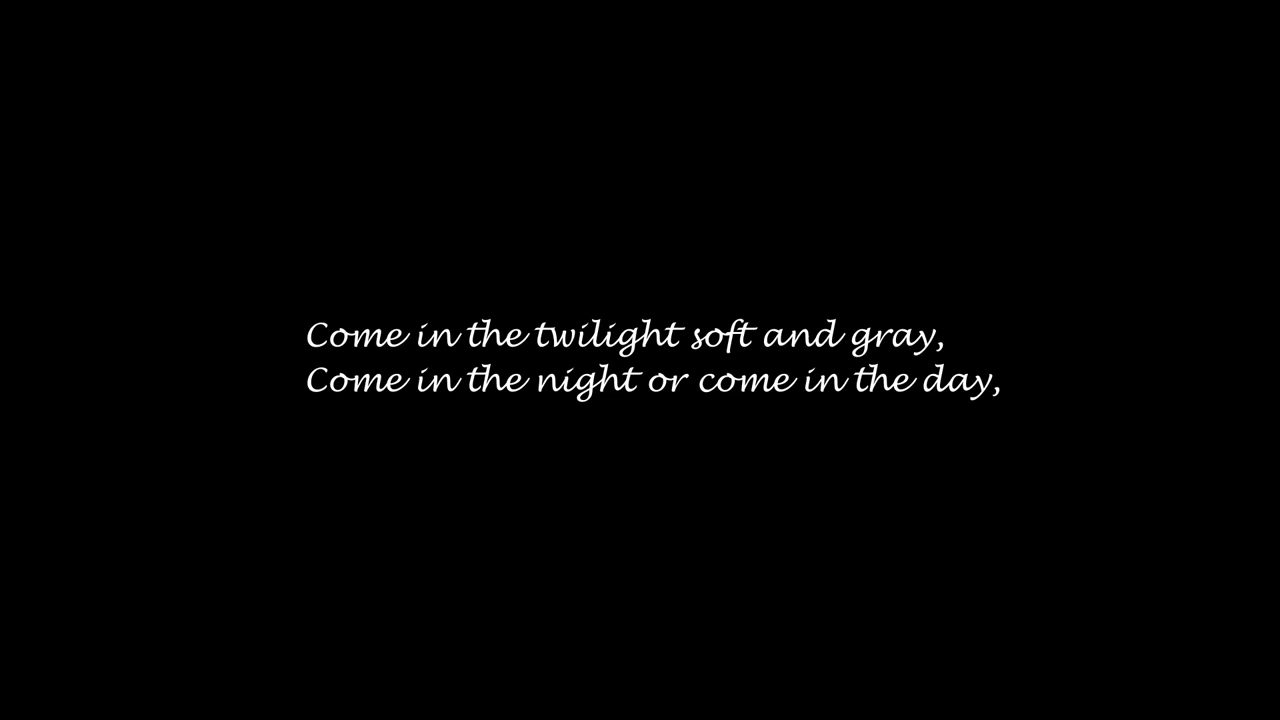 Come in the twilight soft and gray,
Come in the night or come in the day,